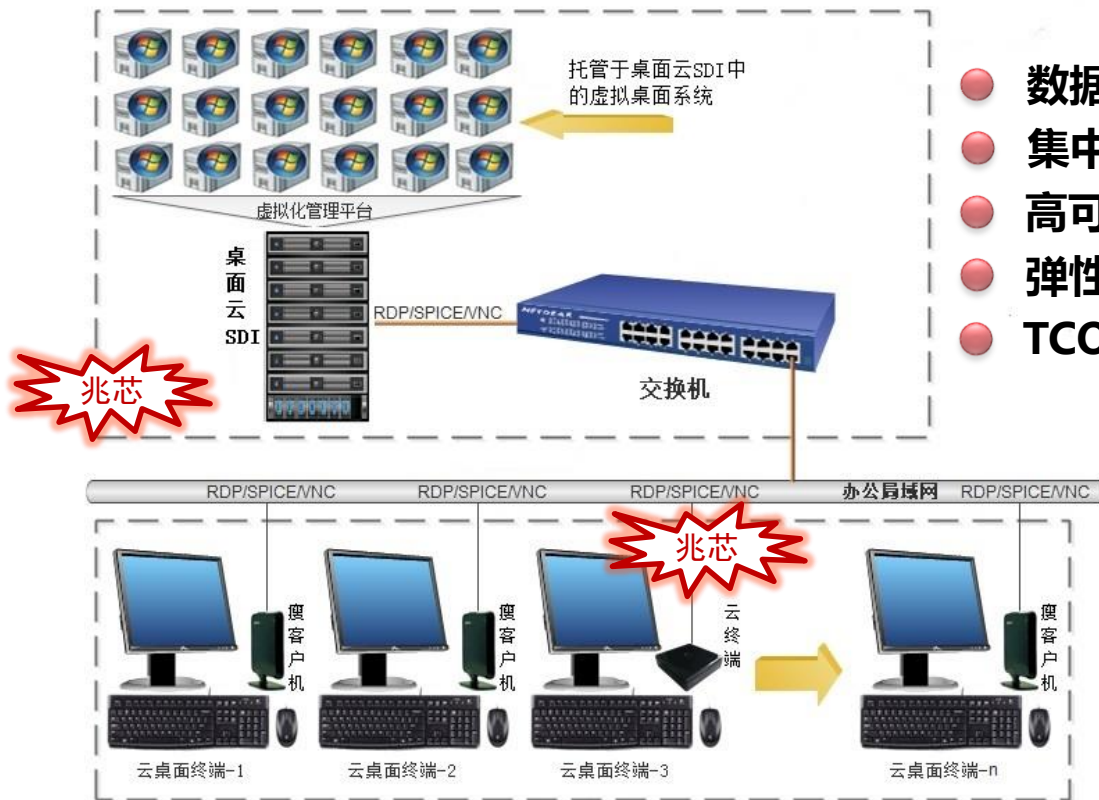 托管于桌面云SDI中
的虚拟桌面系统
虚拟化管理平台
桌
面
云
SDI
RDP/SPICE/VNC
NETGEAR
交换机
兆芯
数据
集中
高可
弹性
TCO
RDP/SPICE/VNC
RDP/SPICE/VNC
RDP/SPICE/VNC
办公局域网
RDP/SPICE/VNC
兆芯
瘦
客
户
机
瘦
客
户
机
云
终
端
瘦
客
户
机
云桌面终端-1
云桌面终端-2
云桌面终端-3
云桌面终端-n